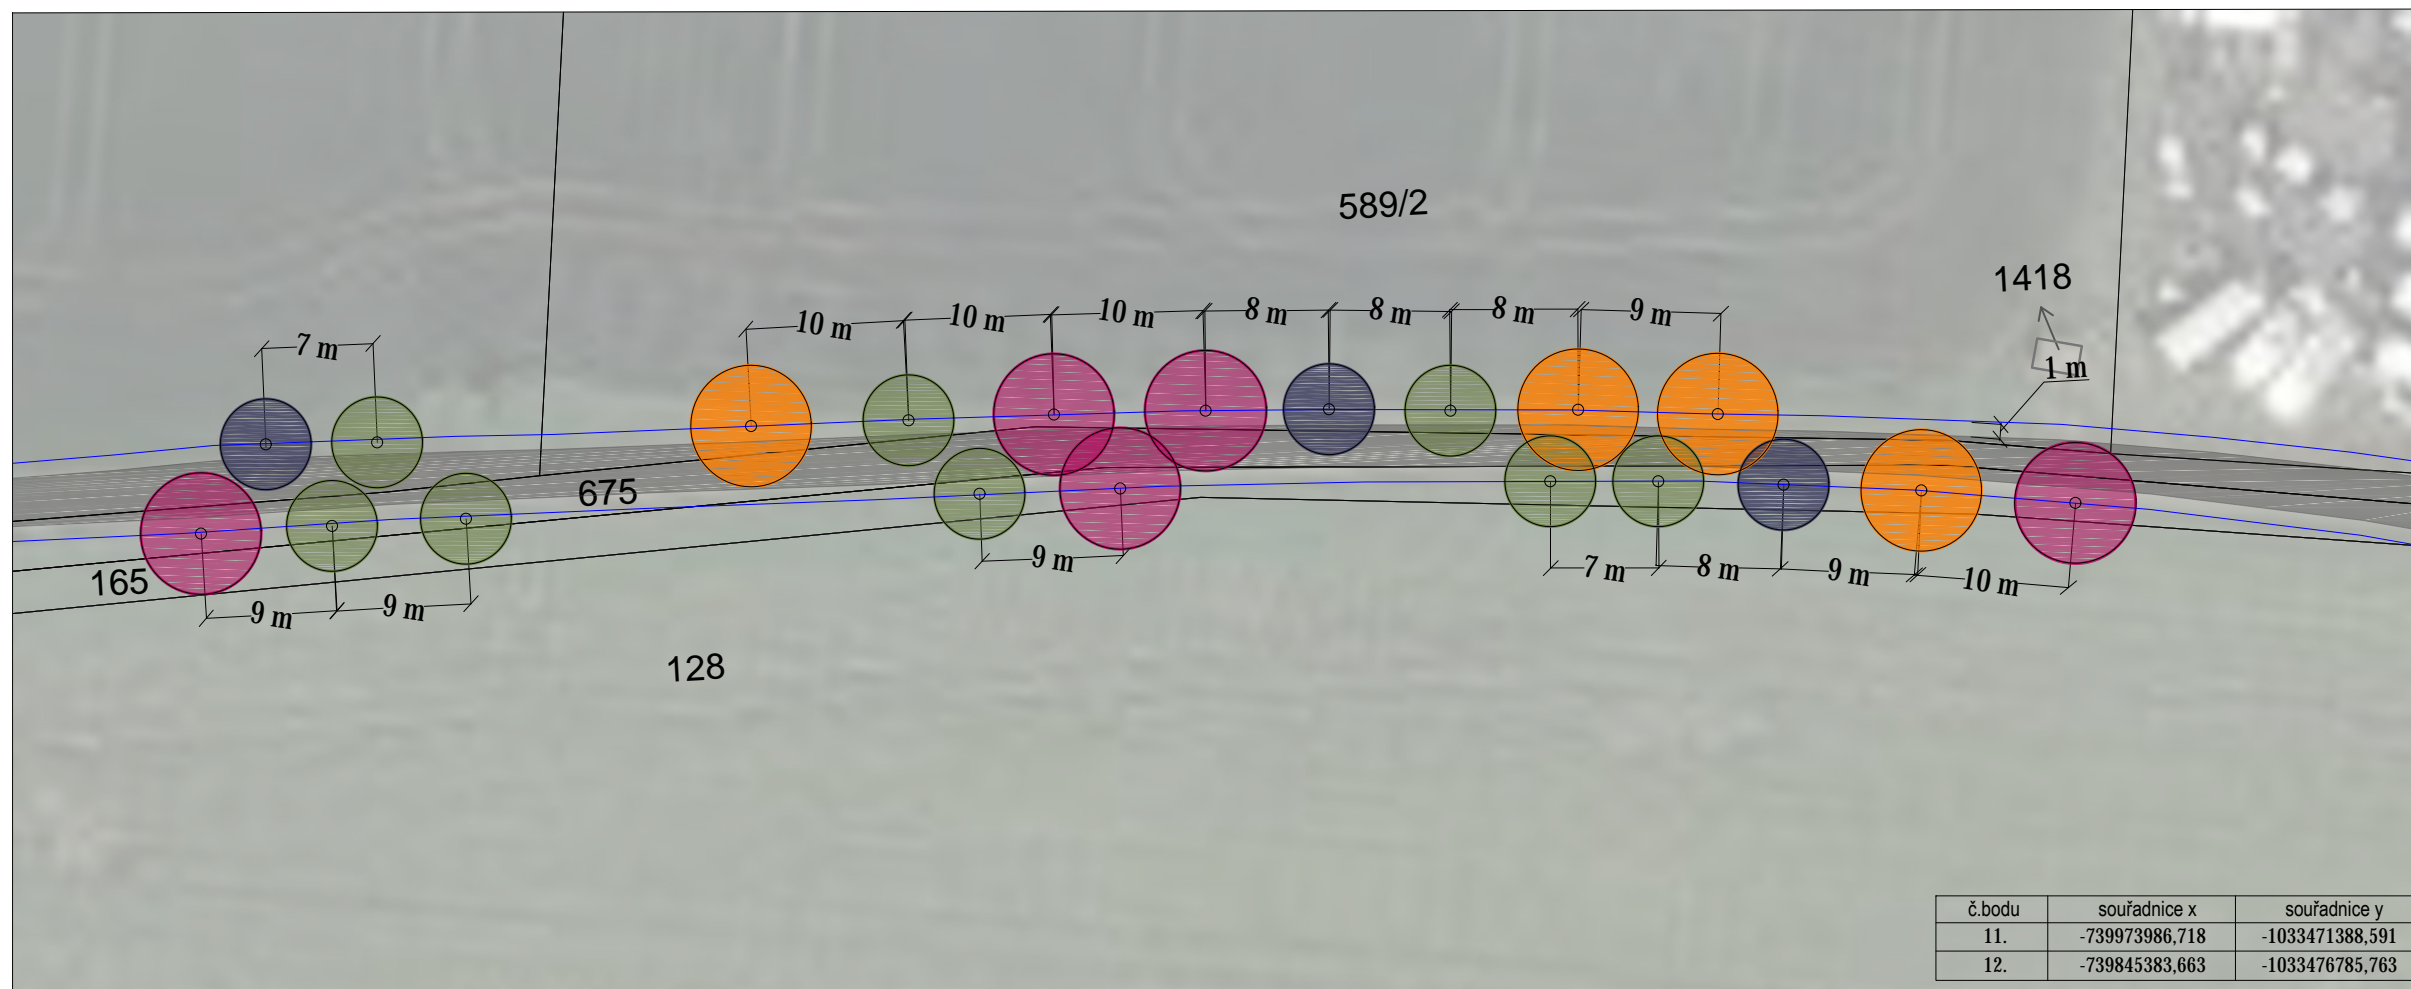 589/2
1418
1 m
10 m 10 m 10 m 8 m 8 m 8 m 9 m
7 m
675
165
9 m 9 m
9 m
7 m 8 m 9 m 10 m
128
č.bodu souřadnice x souřadnice y
11. -739973986,718 -1033471388,591
12. -739845383,663 -1033476785,763